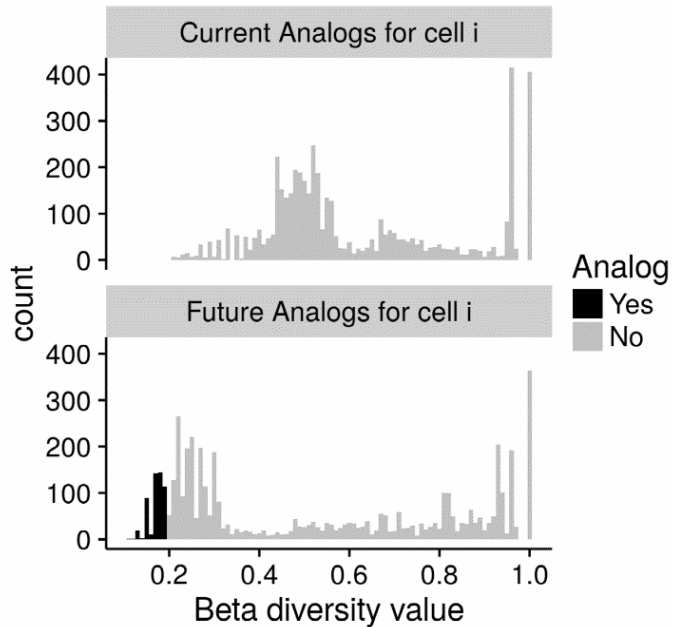 Current Analogs for cell i
400
300
200
100
0
count
Future Analogs for cell i
400
300
200
100
0
0.2 0.4 0.6 0.8 1.0
Beta diversity value
Analog
Yes
No